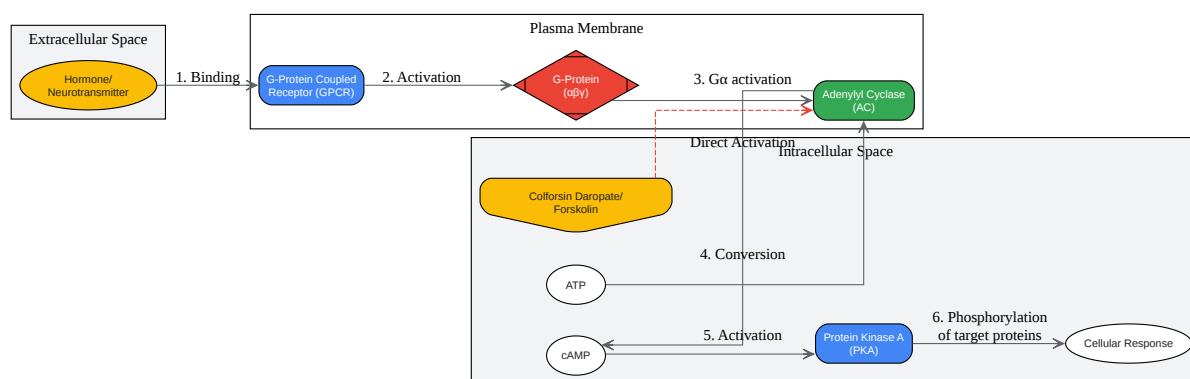 Plasma Membrane
Extracellular Space
Hormone/
Neurotransmitter
1. Binding
G-Protein Coupled
Receptor (GPCR)
2. Activation
G-Protein
(αβγ)
3. Gα activation
Adenylyl Cyclase
(AC)
Direct Activation
Intracellular Space
Colforsin Daropate/
Forskolin
4. Conversion
ATP
5. Activation
cAMP
Protein Kinase A
(PKA)
6. Phosphorylation
of target proteins
Cellular Response